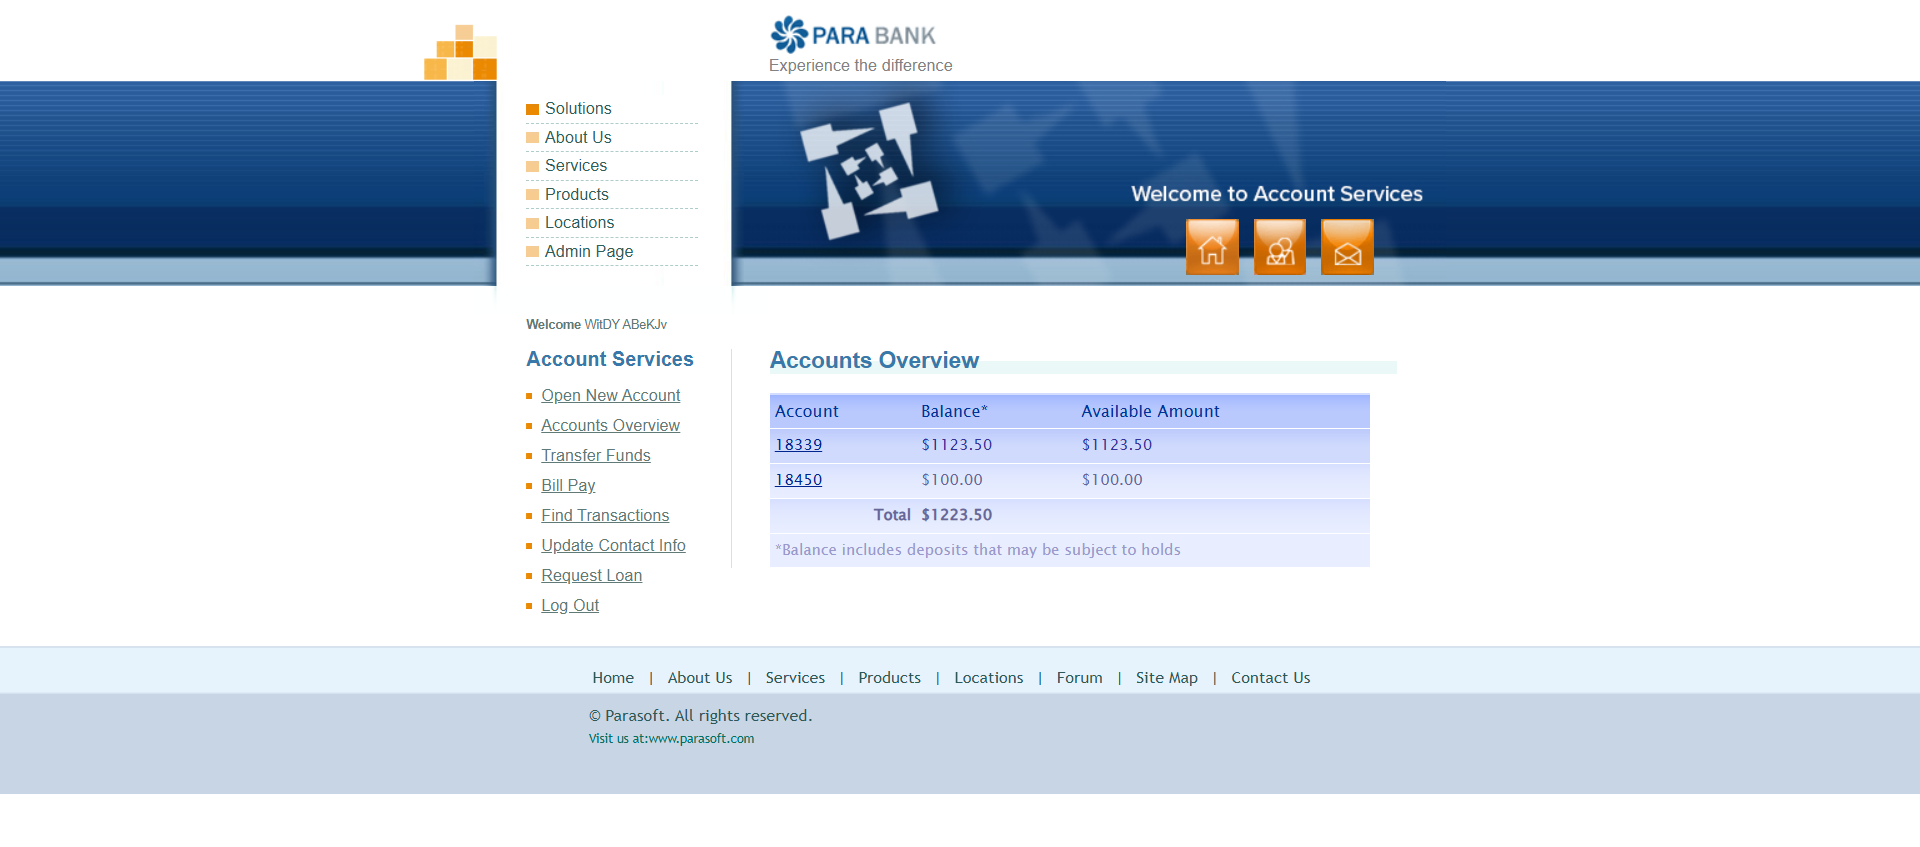 PARA BANK
Experience the difference
Solutions
About Us
Services
Products
Locations
Admin Page
Welcome to Account Services
Welcome WitDY ABeKJv
Account Services
Open New Account
Accounts Overview
Transfer Funds
Bill Pay
Find Transactions
Update Contact Info
Request Loan
Log Out
Accounts Overview
Account Balance* Available Amount
18339 $1123.50 $1123.50
18450 $100.00 $100.00
Total $1223.50
*Balance includes deposits that may be subject to holds
Home | About Us | Services | Products | Locations | Forum | Site Map | Contact Us
© Parasoft. All rights reserved.
Visit us at:www.parasoft.com